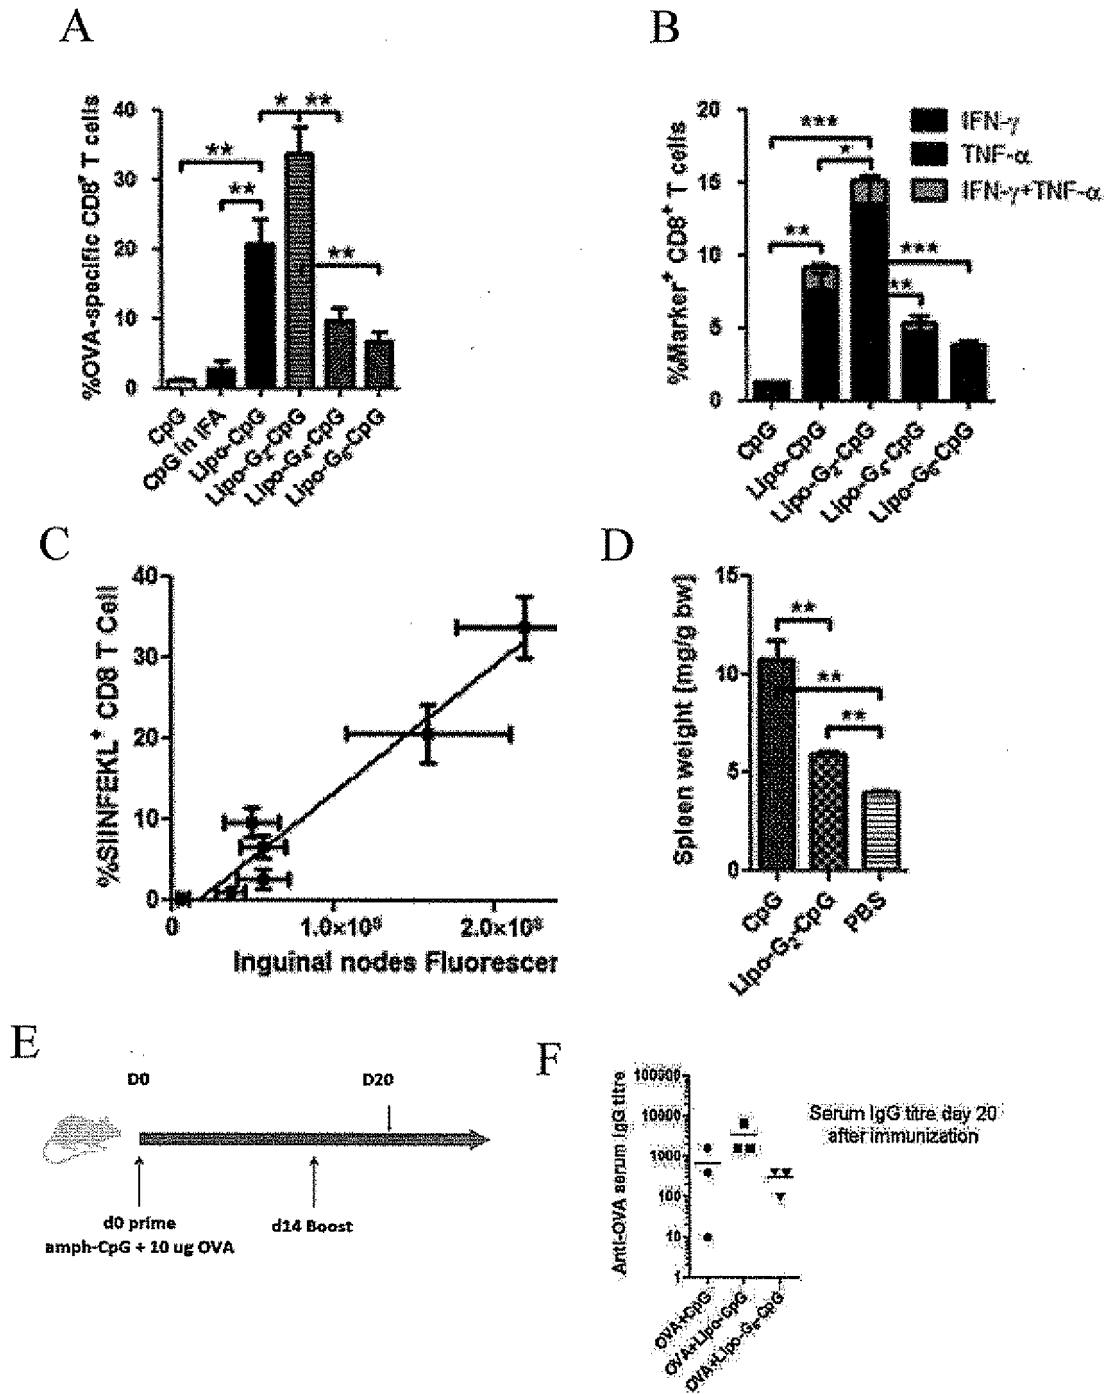 A
%OVA-specific CD8+ T cells
40
30
20
10
0
* **
**
**
**
CpG
CpG in IFA
Lipo-CpG
Lipo-G2-CpG
Lipo-G4-CpG
Lipo-G6-CpG
B
%Marker+ CD8+ T cells
20
15
10
5
0
IFN-γ
TNF-α
IFN-γ+TNF-α
***
*
**
***
**
CpG
Lipo-CpG
Lipo-G2-CpG
Lipo-G4-CpG
Lipo-G6-CpG
C
%SIINFEKL+ CD8 T Cell
40
30
20
10
0
0
1.0×10⁸
2.0×10⁸
Inguinal nodes Fluorescer
D
Spleen weight [mg/g bw]
15
10
5
0
**
**
**
CpG
Lipo-G2-CpG
PBS
E
D0
D20
d0 prime
amph-CpG + 10 ug OVA
d14 Boost
F
Anti-OVA serum IgG titre
100000
10000
1000
100
10
1
Serum IgG titre day 20
after immunization
OVA+CpG
OVA+Lipo-CpG
OVA+Lipo-G6-CpG